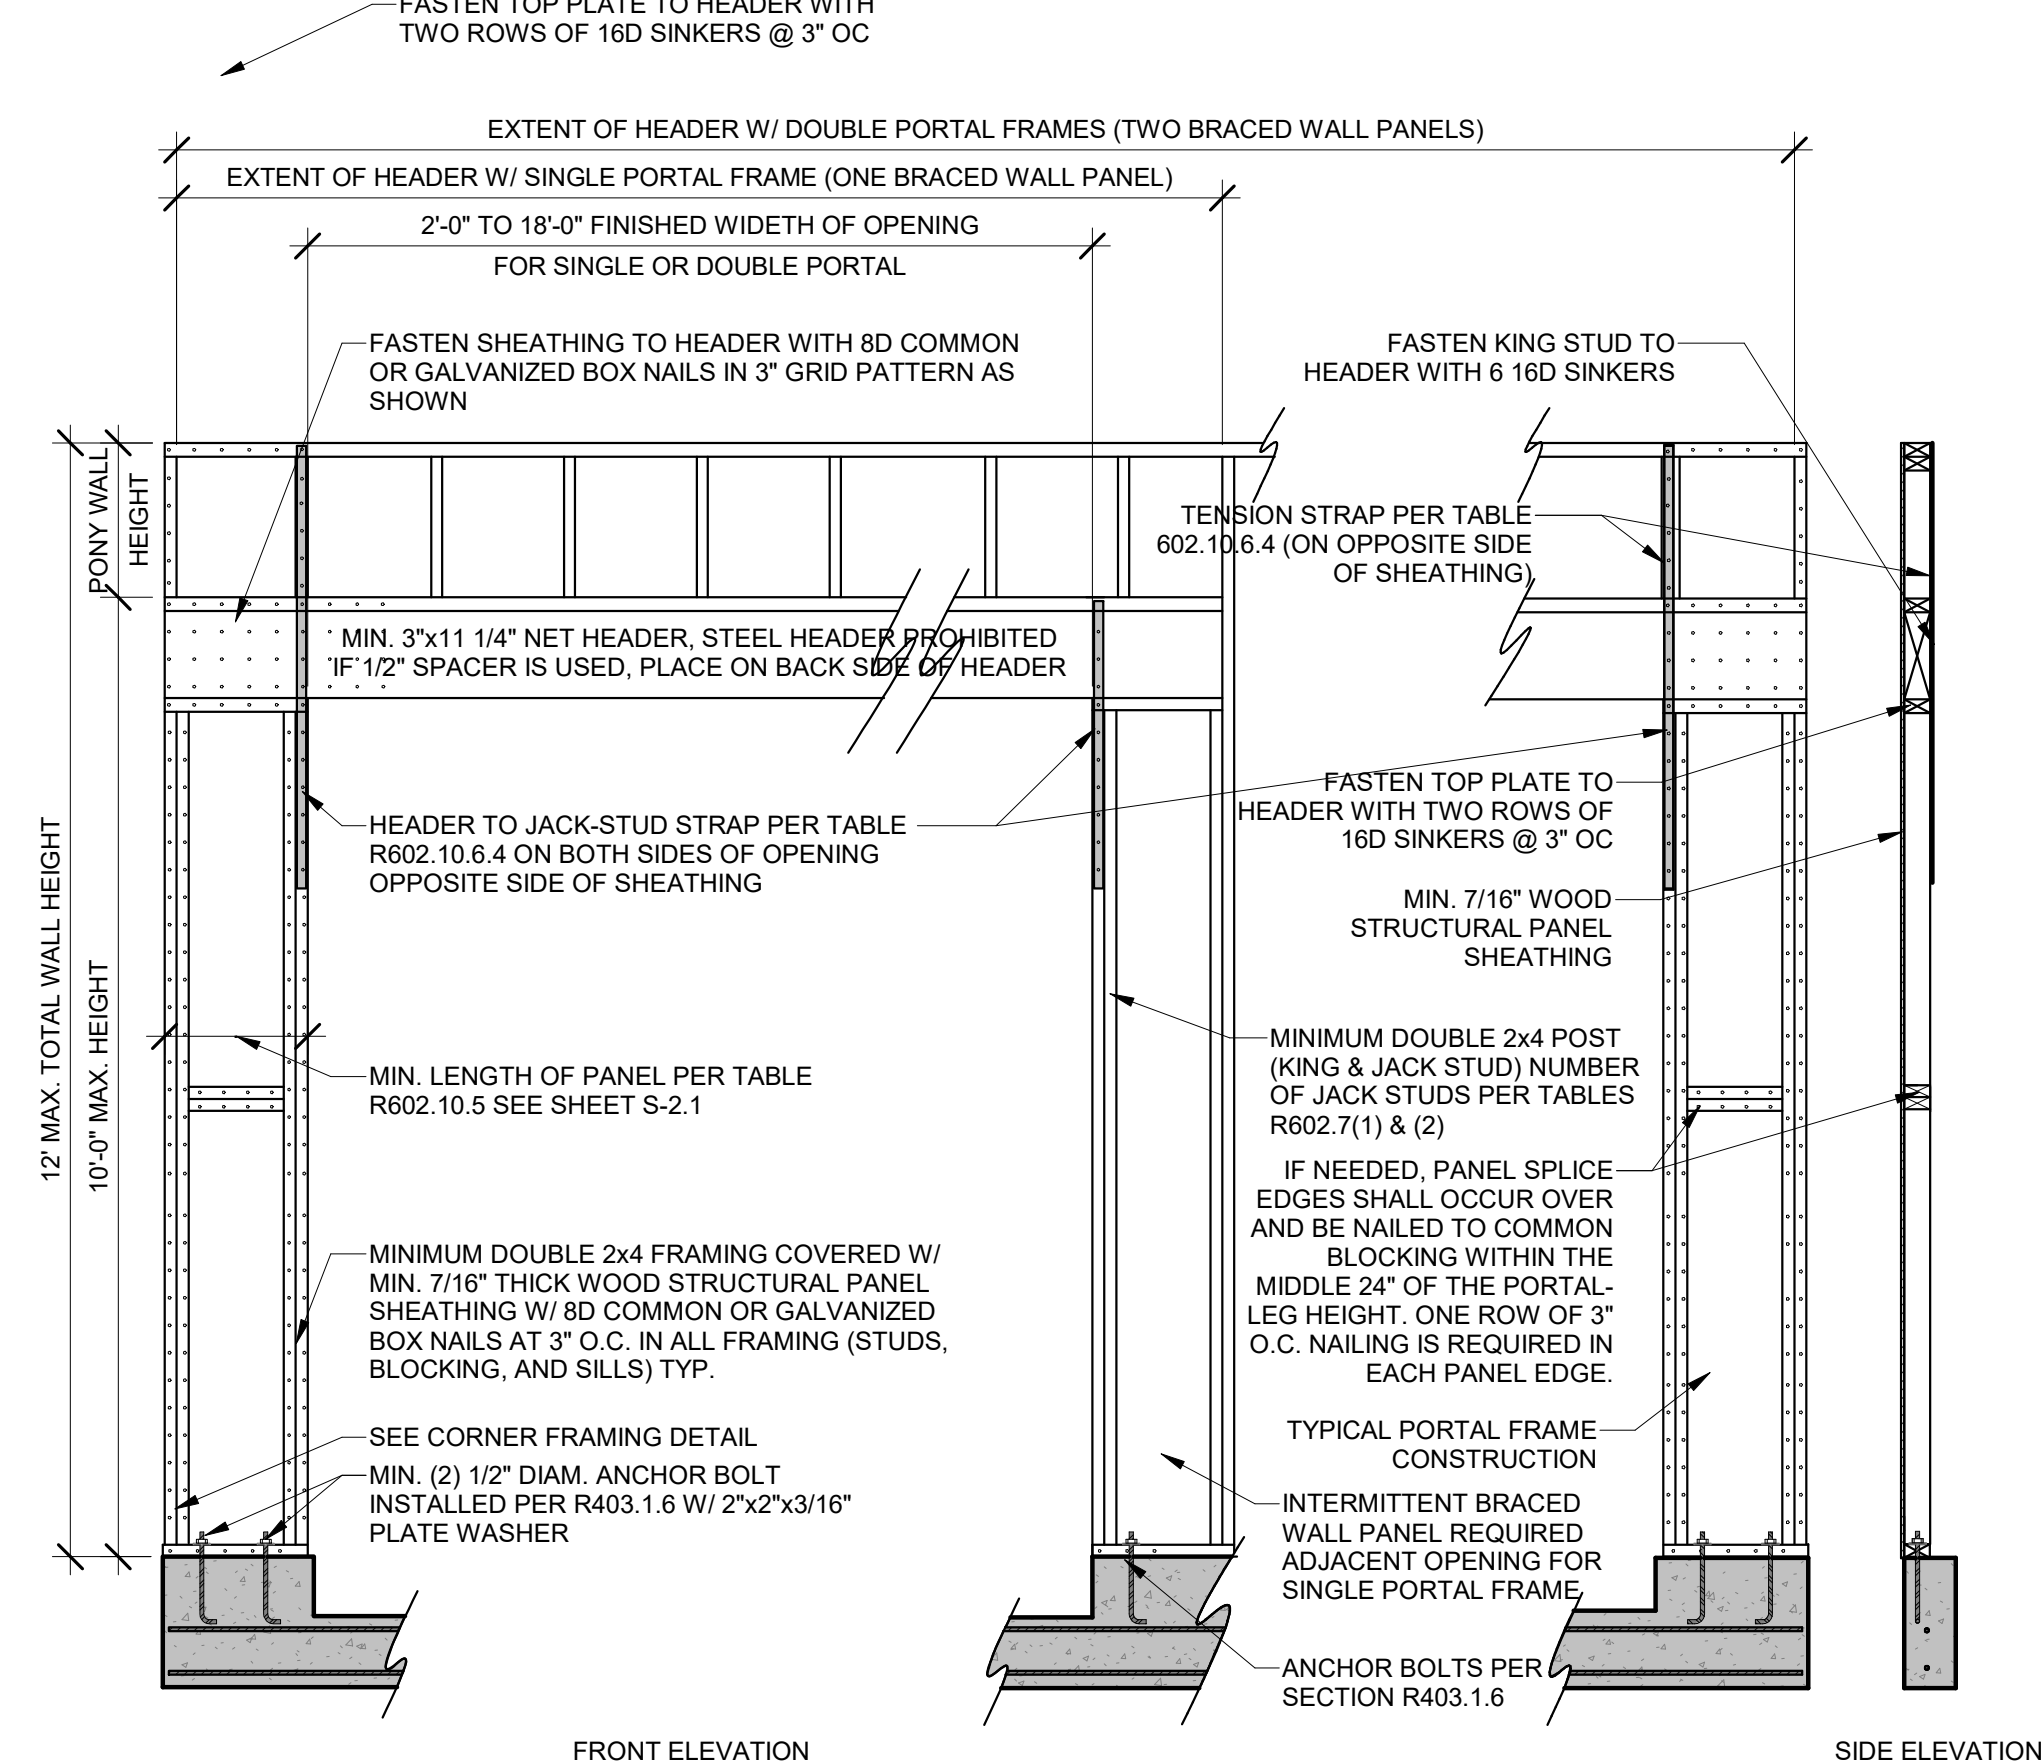 FASTEN TOP PLATE TO HEADER WITH
TWO ROWS OF 16D SINKERS @ 3" OC
EXTENT OF HEADER W/ DOUBLE PORTAL FRAMES (TWO BRACED WALL PANELS)
EXTENT OF HEADER W/ SINGLE PORTAL FRAME (ONE BRACED WALL PANEL)
2'-0" TO 18'-0" FINISHED WIDETH OF OPENING
FOR SINGLE OR DOUBLE PORTAL
FASTEN SHEATHING TO HEADER WITH 8D COMMON
OR GALVANIZED BOX NAILS IN 3" GRID PATTERN AS
SHOWN
FASTEN KING STUD TO
HEADER WITH 6 16D SINKERS
PONY WALL
HEIGHT
TENSION STRAP PER TABLE
602.10.6.4 (ON OPPOSITE SIDE
OF SHEATHING)
MIN. 3"x11 1/4" NET HEADER, STEEL HEADER PROHIBITED
IF 1/2" SPACER IS USED, PLACE ON BACK SIDE OF HEADER
FASTEN TOP PLATE TO
HEADER WITH TWO ROWS OF
16D SINKERS @ 3" OC
HEADER TO JACK-STUD STRAP PER TABLE
R602.10.6.4 ON BOTH SIDES OF OPENING
OPPOSITE SIDE OF SHEATHING
MIN. 7/16" WOOD
STRUCTURAL PANEL
SHEATHING
12' MAX. TOTAL WALL HEIGHT
10'-0" MAX. HEIGHT
MIN. LENGTH OF PANEL PER TABLE
R602.10.5 SEE SHEET S-2.1
MINIMUM DOUBLE 2x4 POST
(KING & JACK STUD) NUMBER
OF JACK STUDS PER TABLES
R602.7(1) & (2)
IF NEEDED, PANEL SPLICE
EDGES SHALL OCCUR OVER
AND BE NAILED TO COMMON
BLOCKING WITHIN THE
MIDDLE 24" OF THE PORTAL-
LEG HEIGHT. ONE ROW OF 3"
O.C. NAILING IS REQUIRED IN
EACH PANEL EDGE.
MINIMUM DOUBLE 2x4 FRAMING COVERED W/
MIN. 7/16" THICK WOOD STRUCTURAL PANEL
SHEATHING W/ 8D COMMON OR GALVANIZED
BOX NAILS AT 3" O.C. IN ALL FRAMING (STUDS,
BLOCKING, AND SILLS) TYP.
SEE CORNER FRAMING DETAIL
MIN. (2) 1/2" DIAM. ANCHOR BOLT
INSTALLED PER R403.1.6 W/ 2"x2"x3/16"
PLATE WASHER
TYPICAL PORTAL FRAME
CONSTRUCTION
INTERMITTENT BRACED
WALL PANEL REQUIRED
ADJACENT OPENING FOR
SINGLE PORTAL FRAME
ANCHOR BOLTS PER
SECTION R403.1.6
FRONT ELEVATION
SIDE ELEVATION